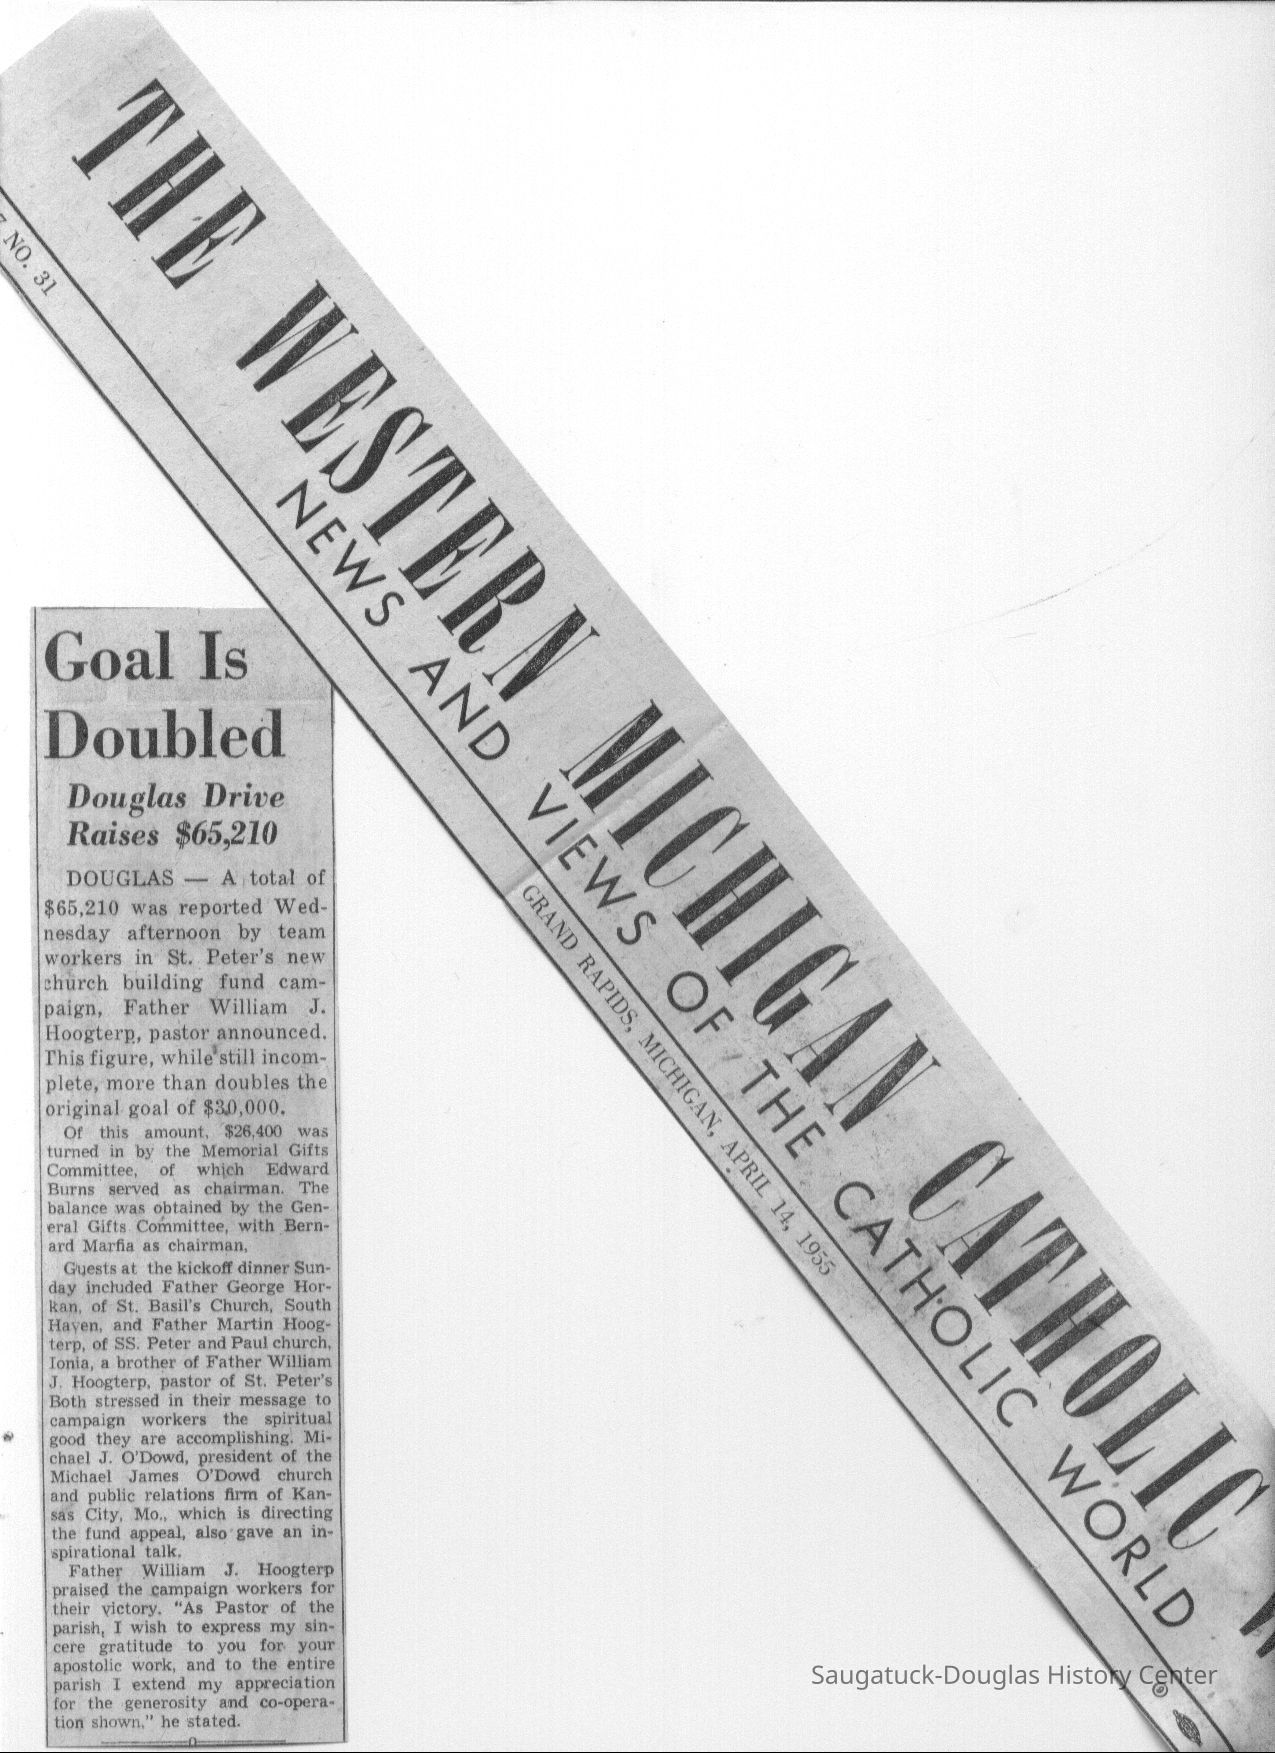 THE WESTERN MICHIGAN CATHOLIC
NEWS AND VIEWS OF THE CATHOLIC WORLD
NO. 31
GRAND RAPIDS, MICHIGAN, APRIL 14, 1955
Goal Is
Doubled
Douglas Drive
Raises $65,210
DOUGLAS — A total of
$65,210 was reported Wed-
nesday afternoon by team
workers in St. Peter's new
church building fund cam-
paign, Father William J.
Hoogterp, pastor announced.
This figure, while still incom-
plete, more than doubles the
original goal of $30,000.
Of this amount, $26,400 was
turned in by the Memorial Gifts
Committee, of which Edward
Burns served as chairman. The
balance was obtained by the Gen-
eral Gifts Committee, with Bern-
ard Marfia as chairman,
Guests at the kickoff dinner Sun-
day included Father George Hor-
kan, of St. Basil's Church, South
Haven, and Father Martin Hoog-
terp, of SS. Peter and Paul church,
Ionia, a brother of Father William
J. Hoogterp, pastor of St. Peter's
Both stressed in their message to
campaign workers the spiritual
good they are accomplishing. Mi-
chael J. O'Dowd, president of the
Michael James O'Dowd church
and public relations firm of Kan-
sas City, Mo., which is directing
the fund appeal, also gave an in-
spirational talk.
Father William J. Hoogterp
praised the campaign workers for
their victory. "As Pastor of the
parish, I wish to express my sin-
cere gratitude to you for your
apostolic work, and to the entire
parish I extend my appreciation
for the generosity and co-opera-
tion shown," he stated.
Saugatuck-Douglas History Center